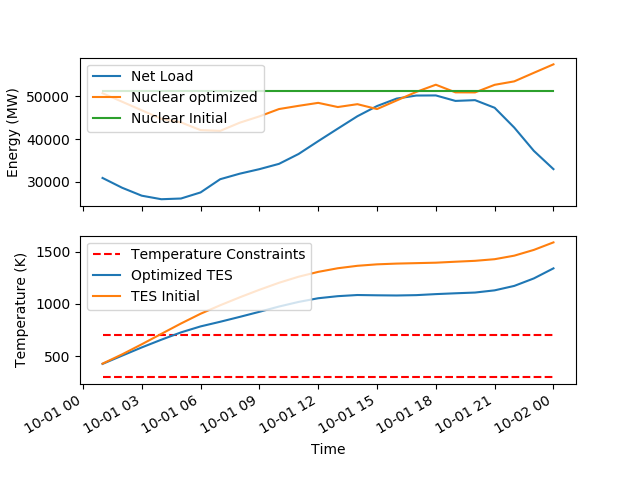 Energy (MW)
50000
40000
30000
Net Load
Nuclear optimized
Nuclear Initial
Temperature (K)
1500
1000
500
Temperature Constraints
Optimized TES
TES Initial
10-01 00
10-01 03
10-01 06
10-01 09
10-01 12
10-01 15
10-01 18
10-01 21
10-02 00
Time